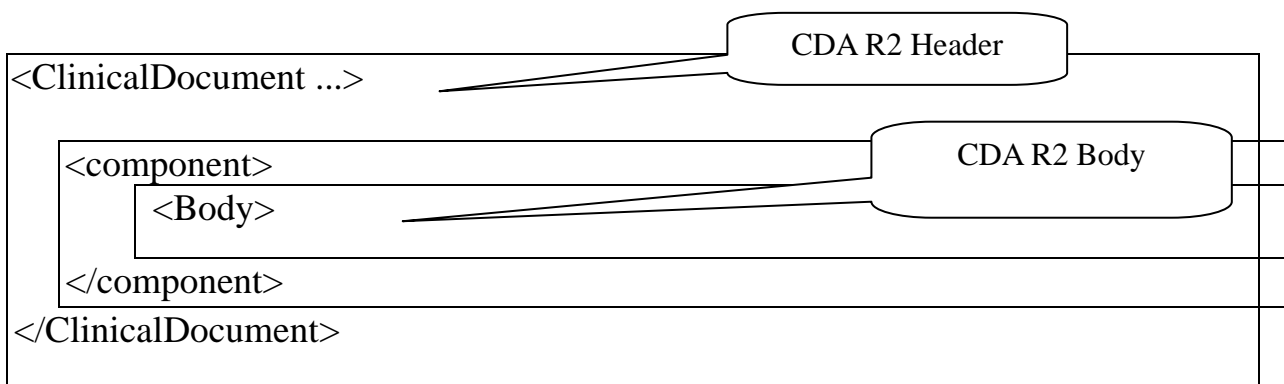 CDA R2 Header
<ClinicalDocument ...>
CDA R2 Body
<component>
<Body>
</component>
</ClinicalDocument>